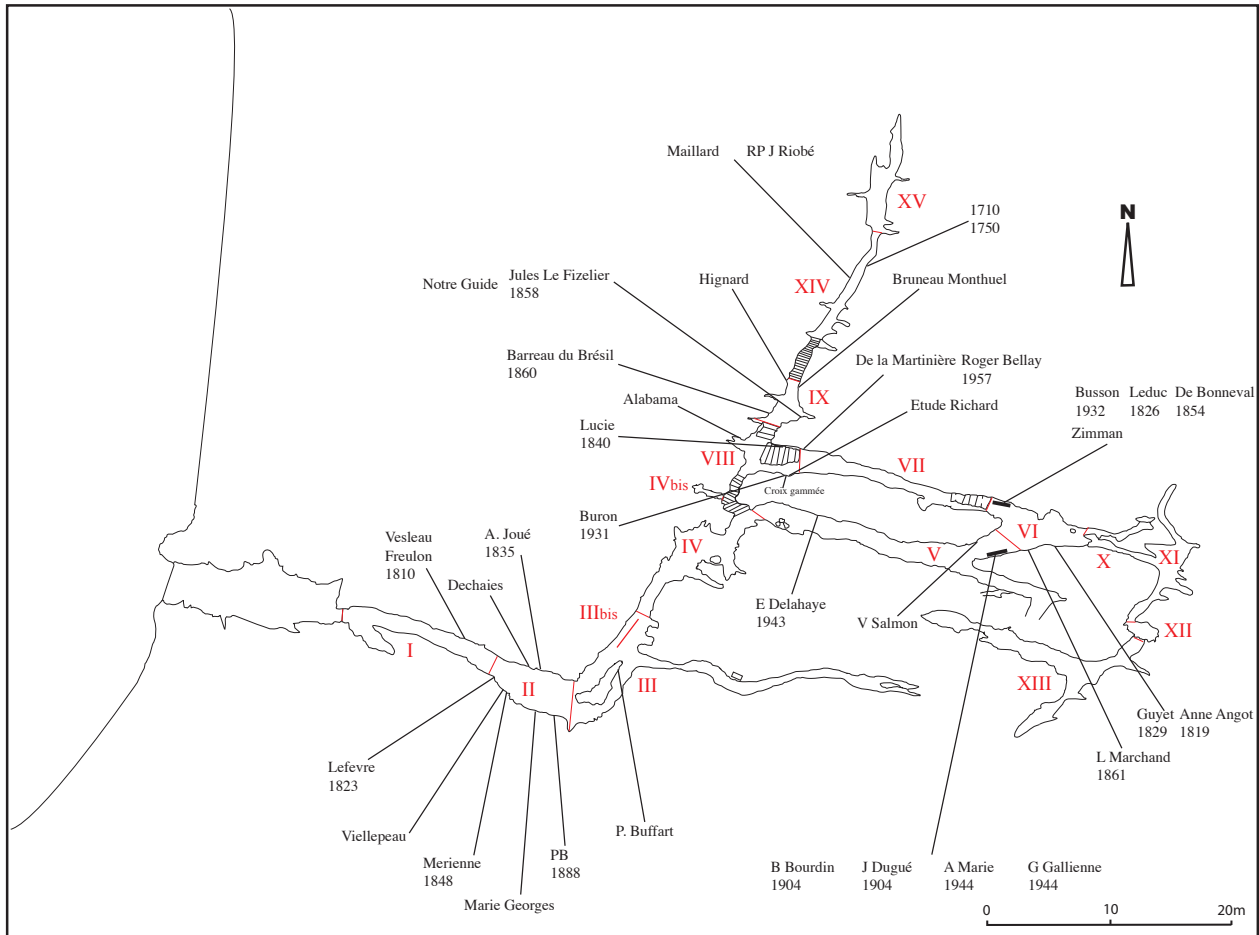 Maillard
RP J Riobé
XV
1710
1750
N
Notre Guide
Jules Le Fizelier
1858
Hignard
XIV
Bruneau Monthuel
Barreau du Brésil
1860
De la Martinière
Roger Bellay
1957
IX
Etude Richard
Busson
1932
Leduc
1826
De Bonneval
1854
Zimman
Alabama
Lucie
1840
VIII
VII
IVbis
Croix gammée
Buron
1931
Vesleau
Freulon
1810
A. Joué
1835
Dechaies
IV
V
VI
X
XI
E Delahaye
1943
V Salmon
IIIbis
XII
I
II
III
XIII
Guyet
1829
Anne Angot
1819
L Marchand
1861
Lefevre
1823
Viellepeau
P. Buffart
Merienne
1848
PB
1888
Marie Georges
B Bourdin
1904
J Dugué
1904
A Marie
1944
G Gallienne
1944
0 10 20m